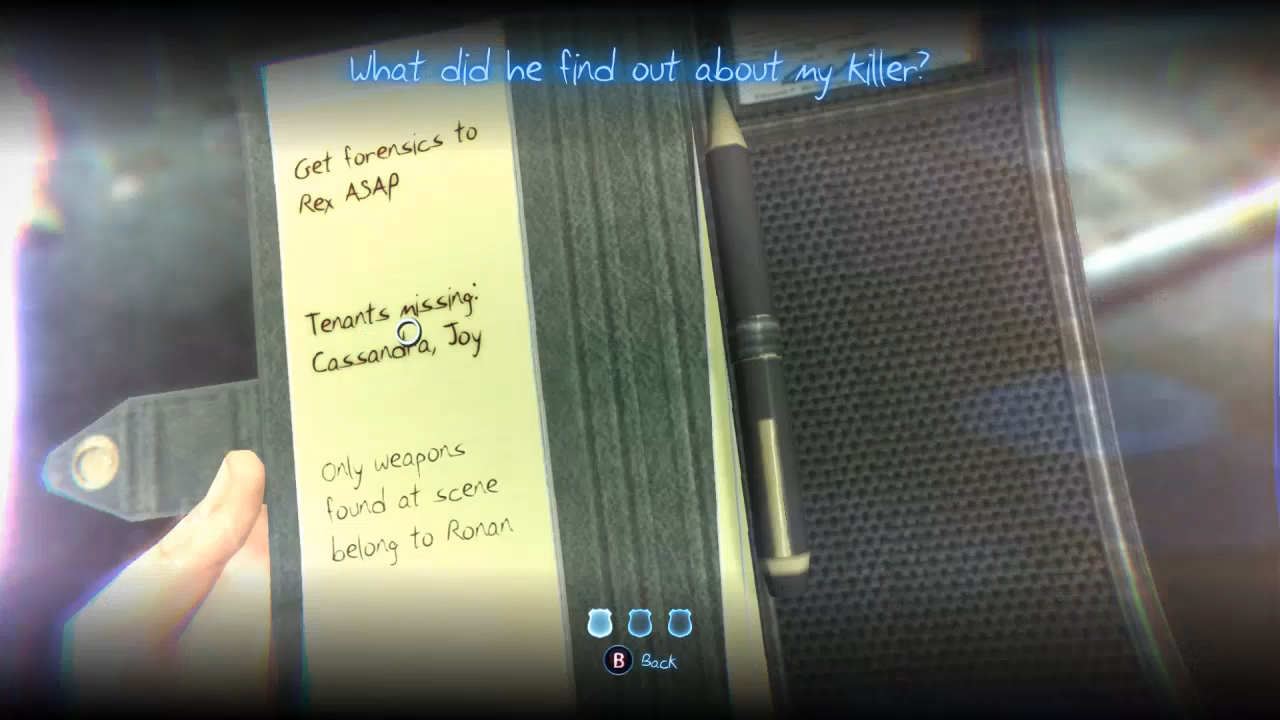 What did he find out about my killer?
Get forensics to
Rex ASAP
Tenants missing:
Cassandra, Joy
Only weapons
found at scene
belong to Ronan
B Back